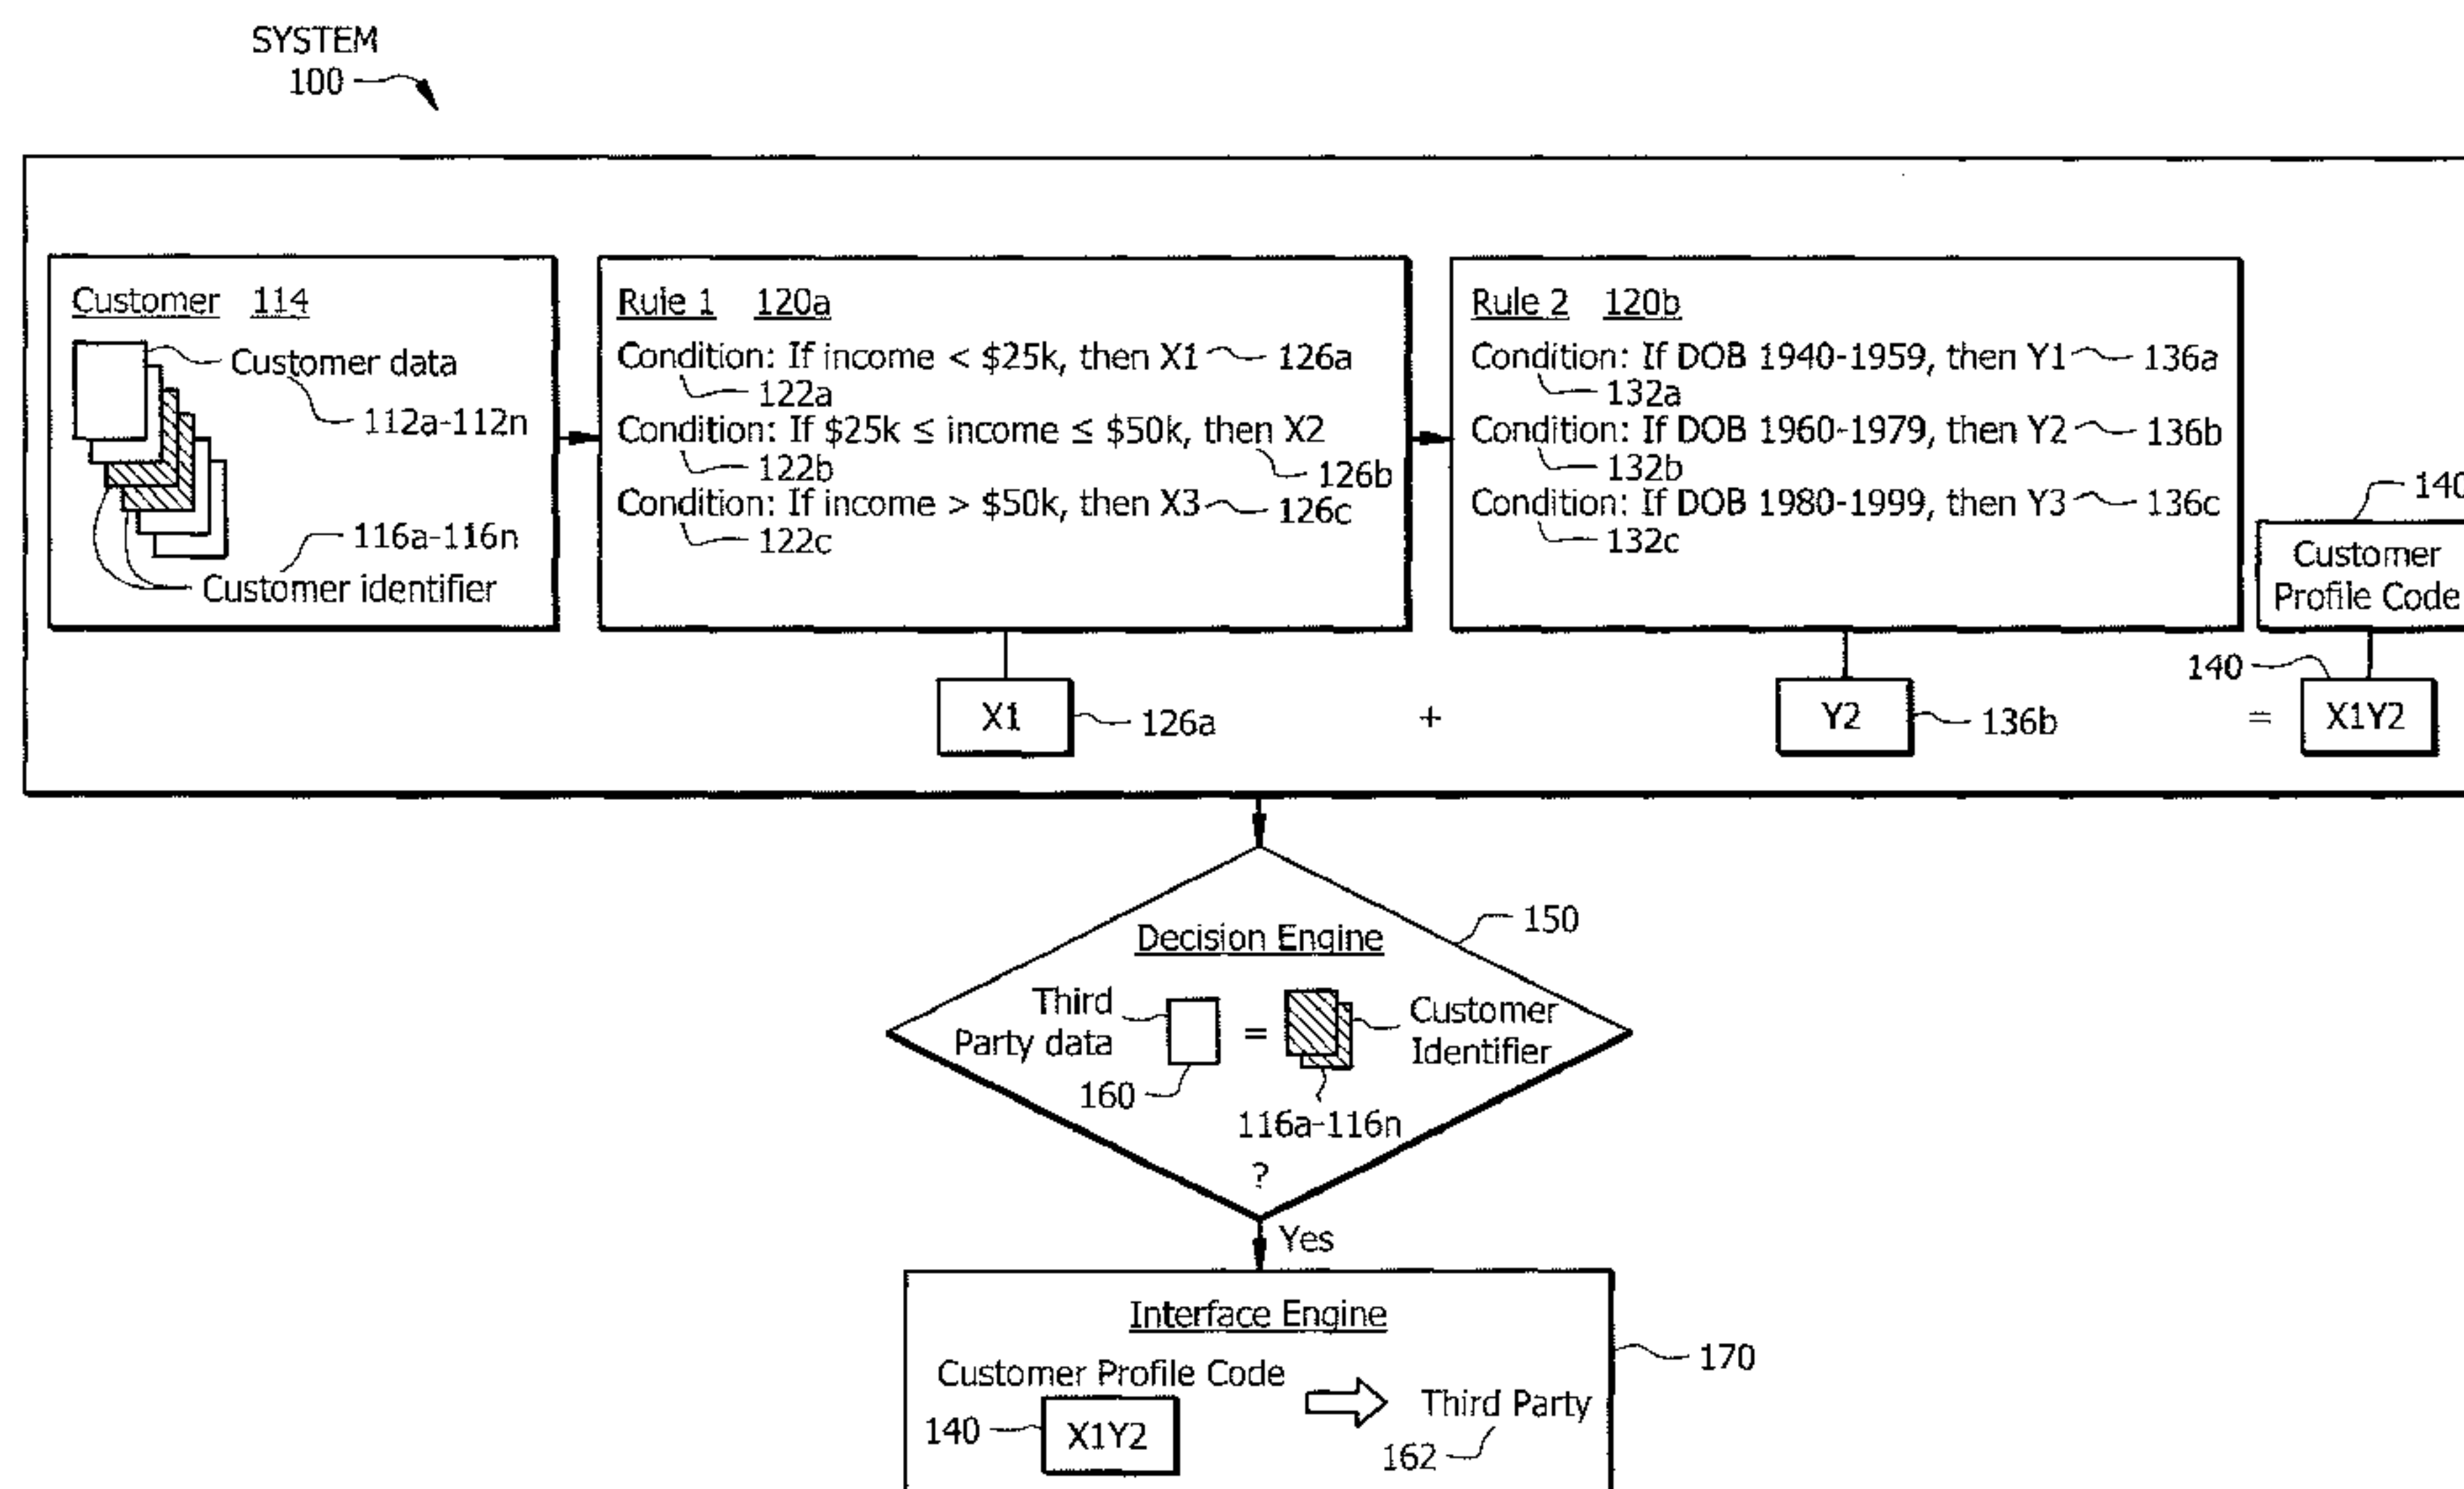 SYSTEM
100
Customer 114
Customer data
112a-112n
116a-116n
Customer identifier
Rule 1 120a
Condition: If income < $25k, then X1 126a
122a
Condition: If $25k ≤ income ≤ $50k, then X2
122b 126b
Condition: If income > $50k, then X3 126c
122c
Rule 2 120b
Condition: If DOB 1940-1959, then Y1 136a
132a
Condition: If DOB 1960-1979, then Y2 136b
132b
Condition: If DOB 1980-1999, then Y3 136c
132c
140
Customer
Profile Code
140
X1 126a + Y2 136b = X1Y2
150
Decision Engine
Third
Party data
=
Customer
Identifier
160
116a-116n
?
Yes
Interface Engine
170
Customer Profile Code
140 X1Y2
Third Party
162